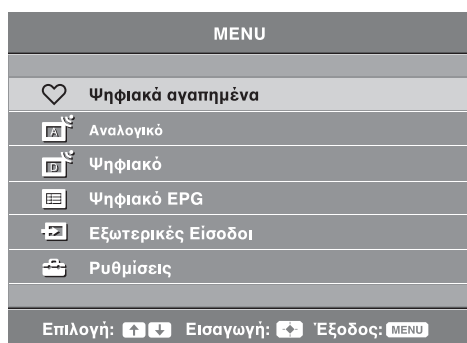 MENU
Ψηφιακά αγαπημένα
Αναλογικό
Ψηφιακό
Ψηφιακό EPG
Εξωτερικές Είσοδοι
Ρυθμίσεις
Επιλογή: Εισαγωγή: Έξοδος: MENU